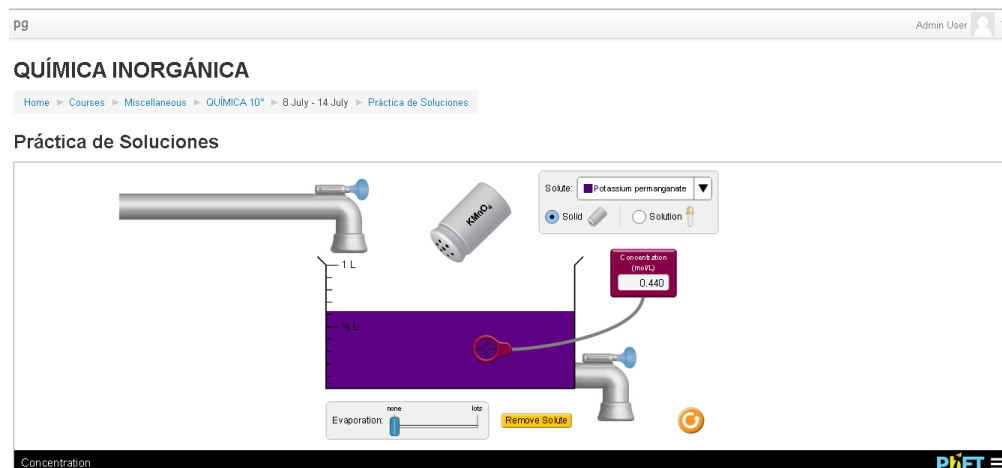 pg
Admin User
QUÍMICA INORGÁNICA
Home ► Courses ► Miscellaneous ► QUÍMICA 10° ► 8 July - 14 July ► Práctica de Soluciones
Práctica de Soluciones
Solute: Potassium permanganate ▼
Solid Solution
KMnO₄
Concentration
(mol/L)
0.440
1 L
½ L
none lots
Evaporation:
Remove Solute
Concentration
PhET